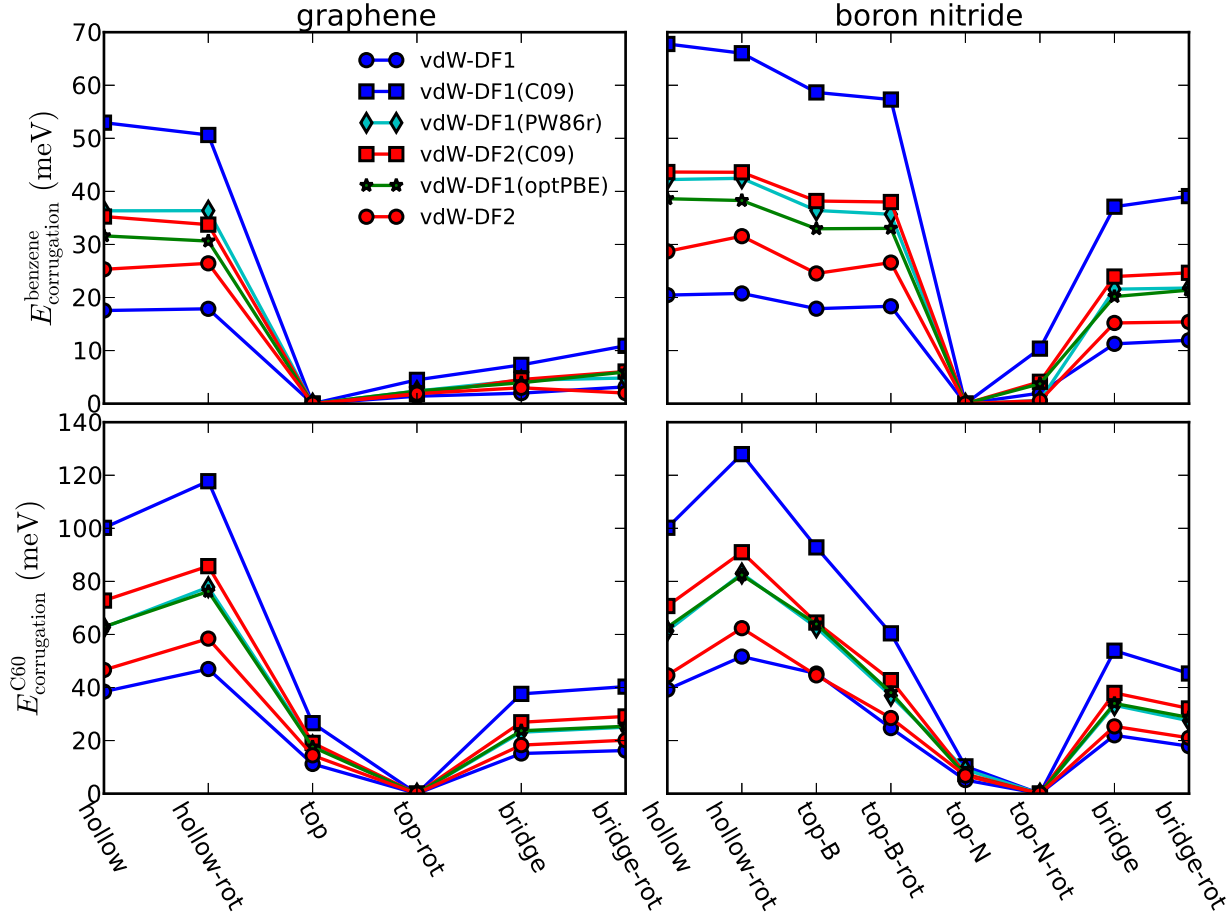 graphene
boron nitride
70
60
50
40
30
20
10
0
E^benzene_corrugation (meV)
vdW-DF1
vdW-DF1(C09)
vdW-DF1(PW86r)
vdW-DF2(C09)
vdW-DF1(optPBE)
vdW-DF2
140
120
100
80
60
40
20
0
E^C60_corrugation (meV)
hollow
hollow-rot
top
top-rot
bridge
bridge-rot
hollow
hollow-rot
top-B
top-B-rot
top-N
top-N-rot
bridge
bridge-rot